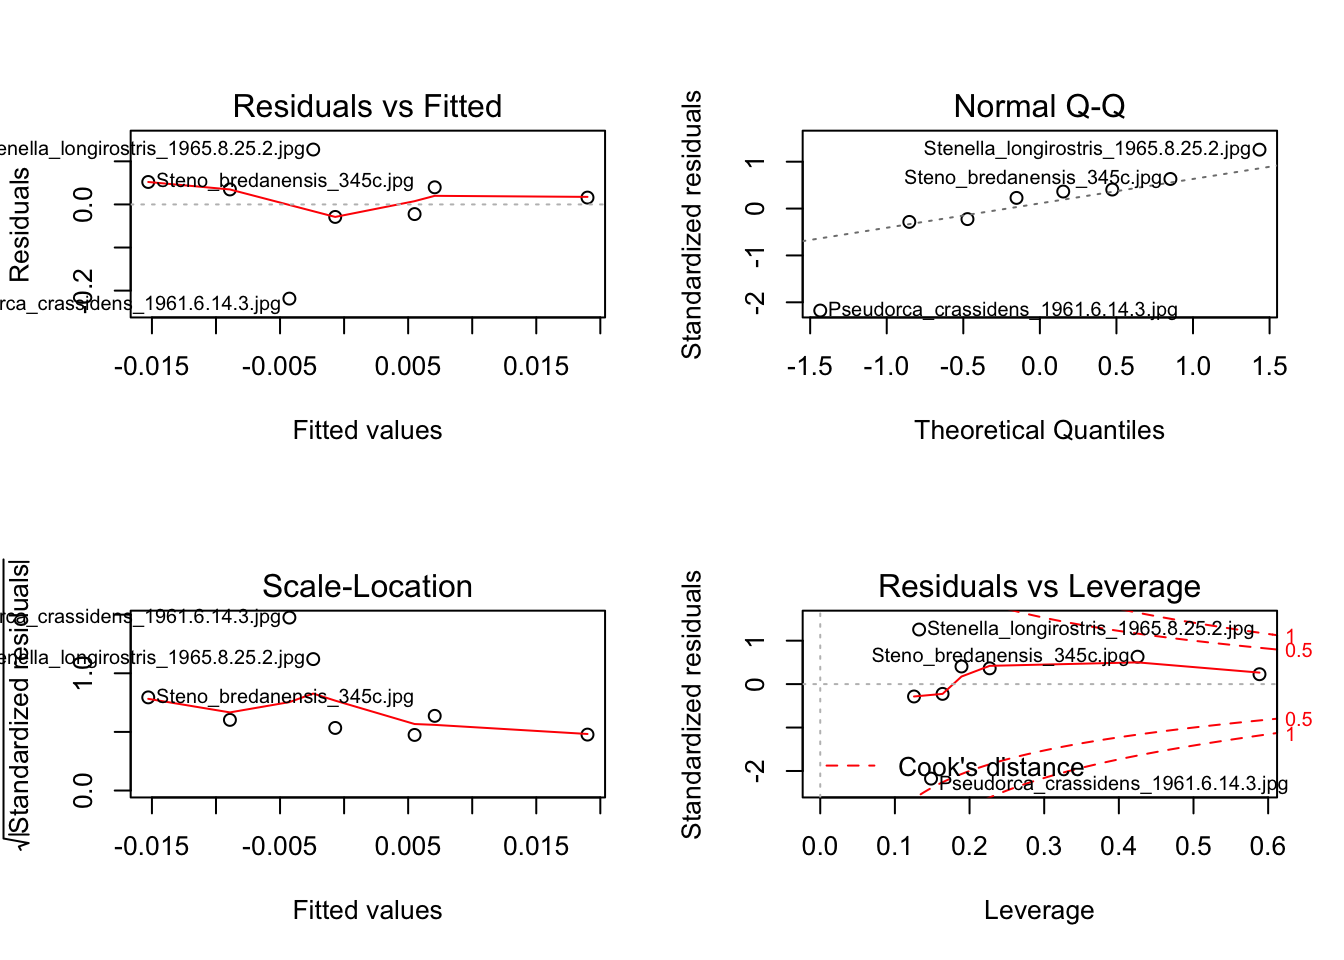 Residuals vs Fitted
Residuals
0.0
-0.2
enella_longirostris_1965.8.25.2.jpg
Steno_bredanensis_345c.jpg
rca_crassidens_1961.6.14.3.jpg
-0.015 -0.005 0.005 0.015
Fitted values
Normal Q-Q
Standardized residuals
1
0
-1
-2
Stenella_longirostris_1965.8.25.2.jpg
Steno_bredanensis_345c.jpg
Pseudorca_crassidens_1961.6.14.3.jpg
-1.5 -1.0 -0.5 0.0 0.5 1.0 1.5
Theoretical Quantiles
Scale-Location
√|Standardized residuals|
1.0
0.0
rca_crassidens_1961.6.14.3.jpg
enella_longirostris_1965.8.25.2.jpg
Steno_bredanensis_345c.jpg
-0.015 -0.005 0.005 0.015
Fitted values
Residuals vs Leverage
Standardized residuals
1
0
-2
Stenella_longirostris_1965.8.25.2.jpg
Steno_bredanensis_345c.jpg
1
0.5
0.5
1
Cook's distance
Pseudorca_crassidens_1961.6.14.3.jpg
0.0 0.1 0.2 0.3 0.4 0.5 0.6
Leverage